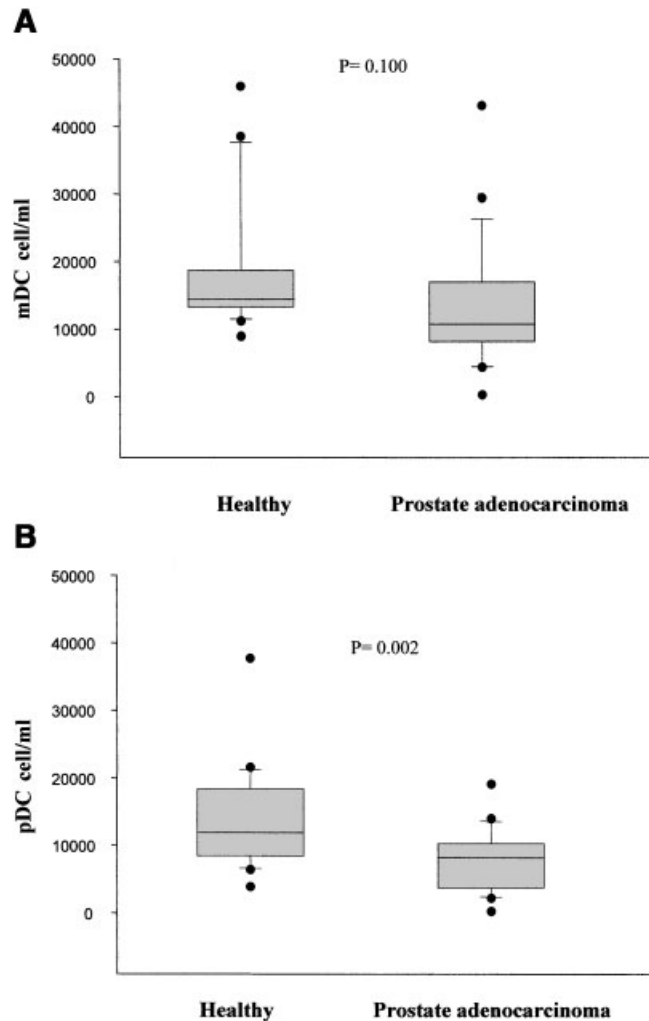 A
P= 0.100
50000
40000
30000
20000
10000
0
mDC cell/ml
Healthy Prostate adenocarcinoma
B
P= 0.002
50000
40000
30000
20000
10000
0
pDC cell/ml
Healthy Prostate adenocarcinoma